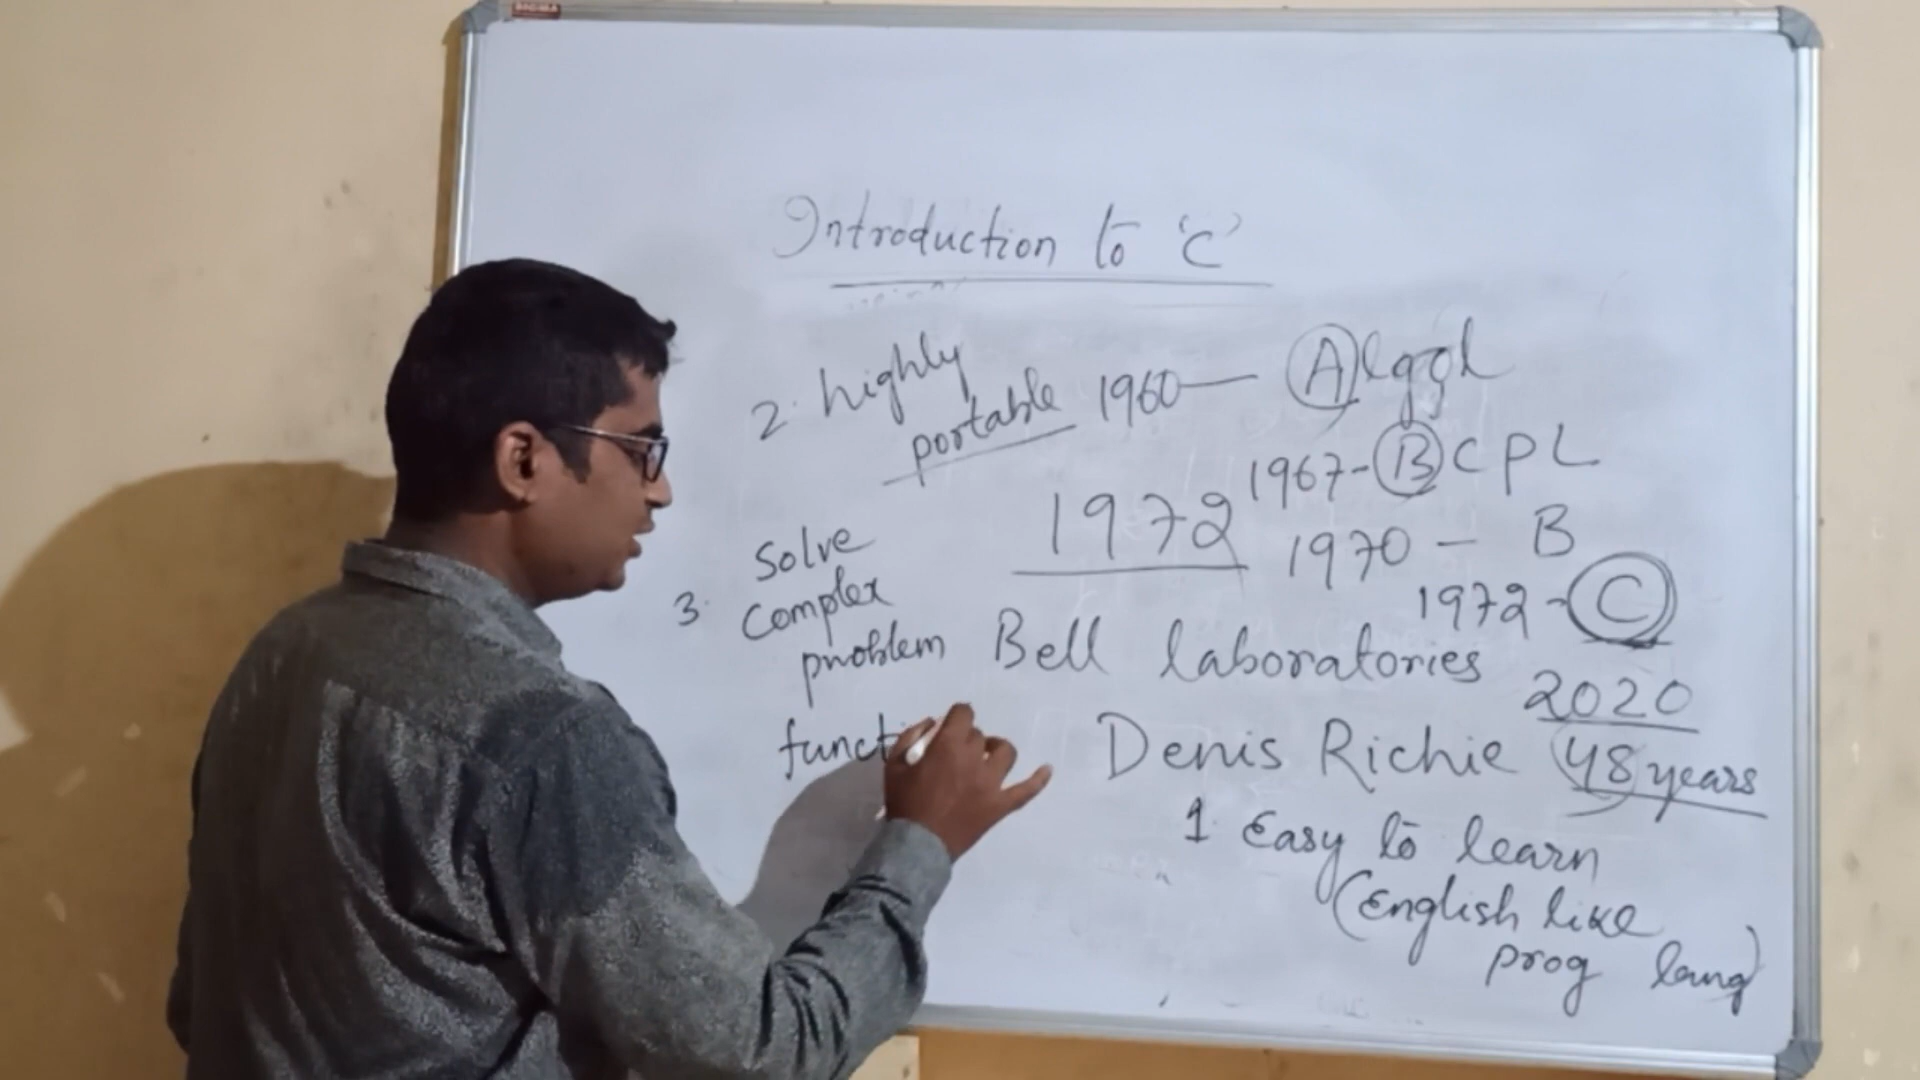 Introduction to 'C'
2. highly
portable
1960 — Algol
1967 - BCPL
1972
1970 - B
1972 - C
3. Solve
Complex
problem
Bell laboratories
2020
functi
Denis Richie
48 years
1 Easy to learn
(English like
prog lang)